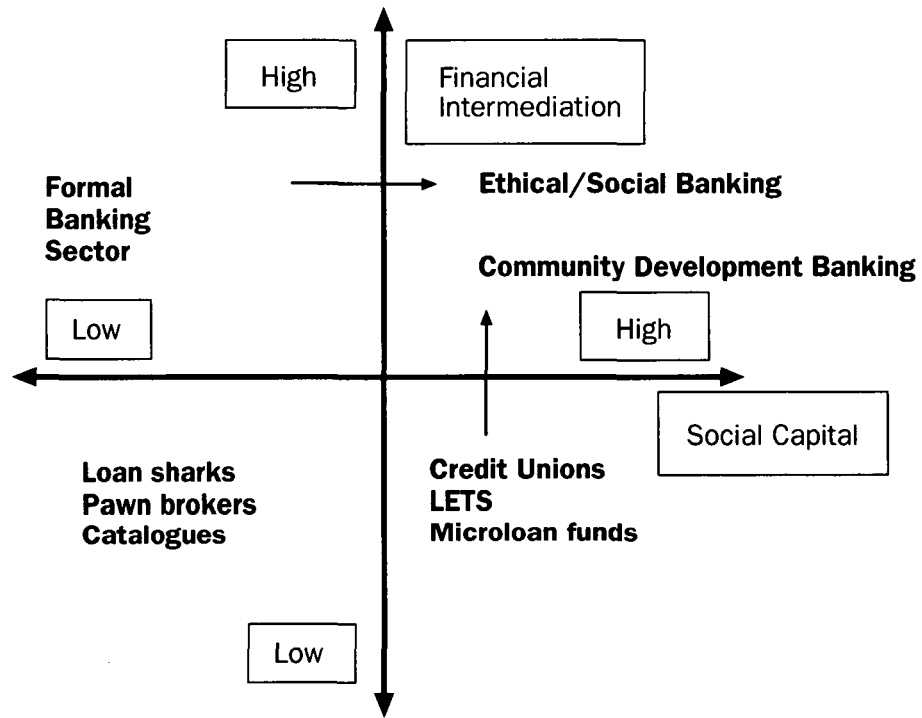 High
Financial
Intermediation
Formal
Banking
Sector
Ethical/Social Banking
Community Development Banking
Low
High
Social Capital
Loan sharks
Pawn brokers
Catalogues
Credit Unions
LETS
Microloan funds
Low